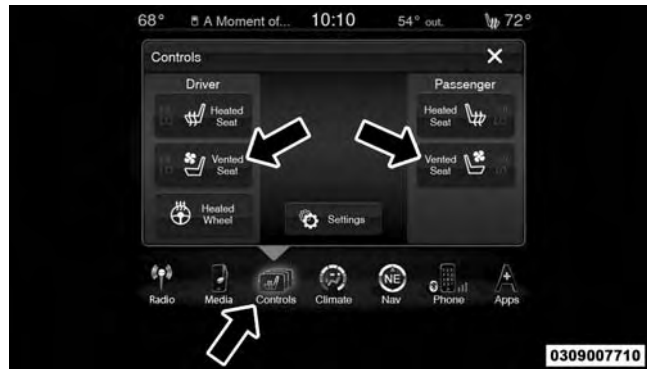 68° A Moment of... 10:10 54° out. 72°
Controls
Driver Passenger
Heated Seat
Heated Seat
Vented Seat
Vented Seat
Heated Wheel
Settings
Radio Media Controls Climate NE Nav Phone A+ Apps
0309007710